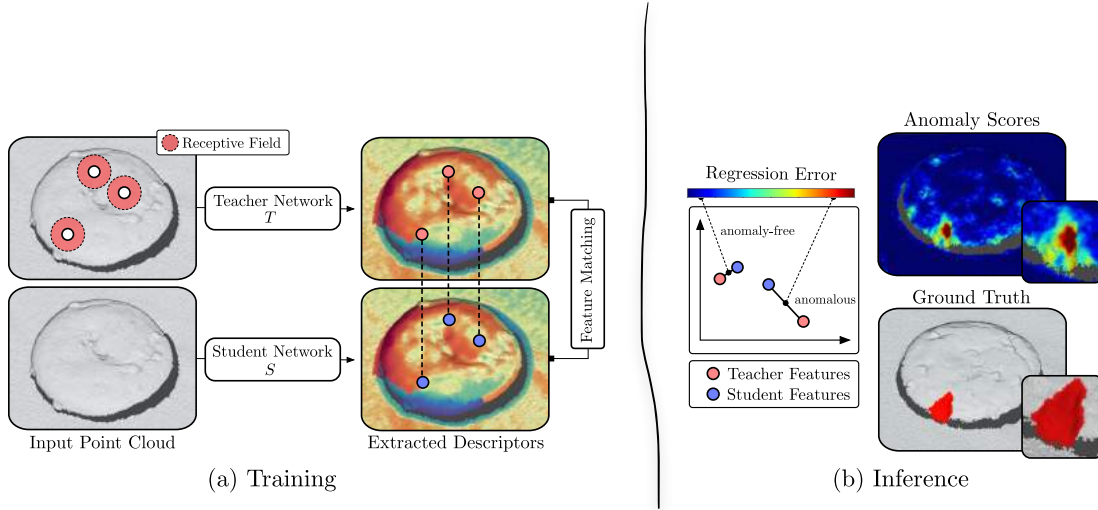 Receptive Field
Teacher Network
T
Student Network
S
Feature Matching
Input Point Cloud
Extracted Descriptors
(a) Training
Anomaly Scores
Regression Error
anomaly-free
anomalous
Teacher Features
Student Features
Ground Truth
(b) Inference